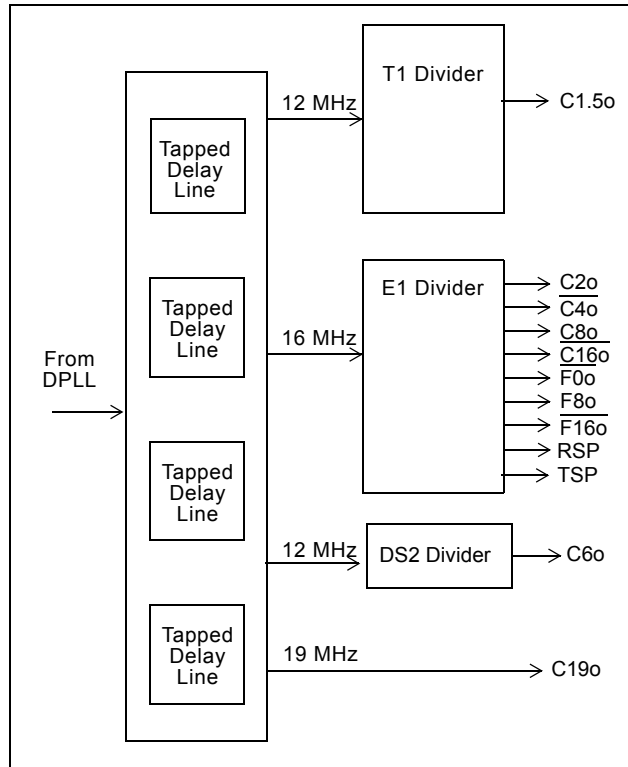 From
DPLL
Tapped
Delay
Line
Tapped
Delay
Line
Tapped
Delay
Line
Tapped
Delay
Line
12 MHz
T1 Divider
C1.5o
16 MHz
E1 Divider
C2o
C4o
C8o
C16o
F0o
F8o
F16o
RSP
TSP
12 MHz
DS2 Divider
C6o
19 MHz
C19o